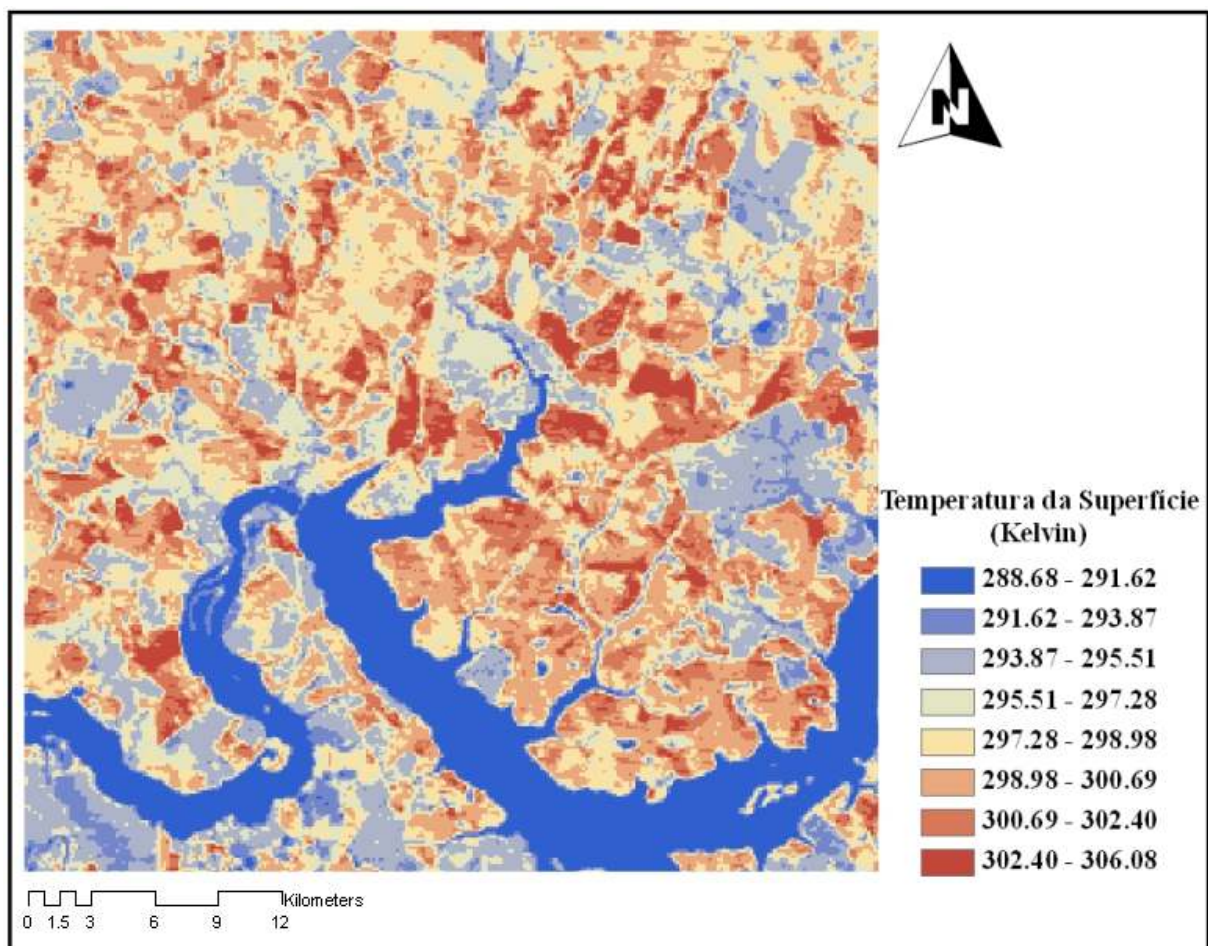 N
Temperatura da Superfície
(Kelvin)
288.68 - 291.62
291.62 - 293.87
293.87 - 295.51
295.51 - 297.28
297.28 - 298.98
298.98 - 300.69
300.69 - 302.40
302.40 - 306.08
Kilometers
0 1.5 3 6 9 12